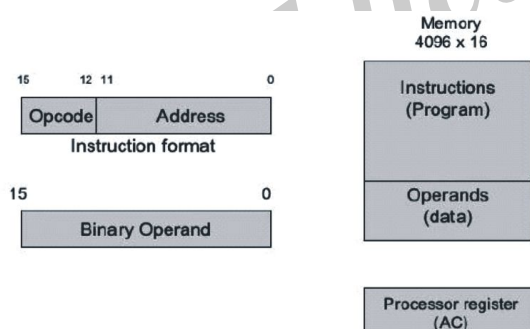 Memory
4096 x 16
15 12 11 0
Opcode Address
Instruction format
15 0
Binary Operand
Instructions
(Program)
Operands
(data)
Processor register
(AC)